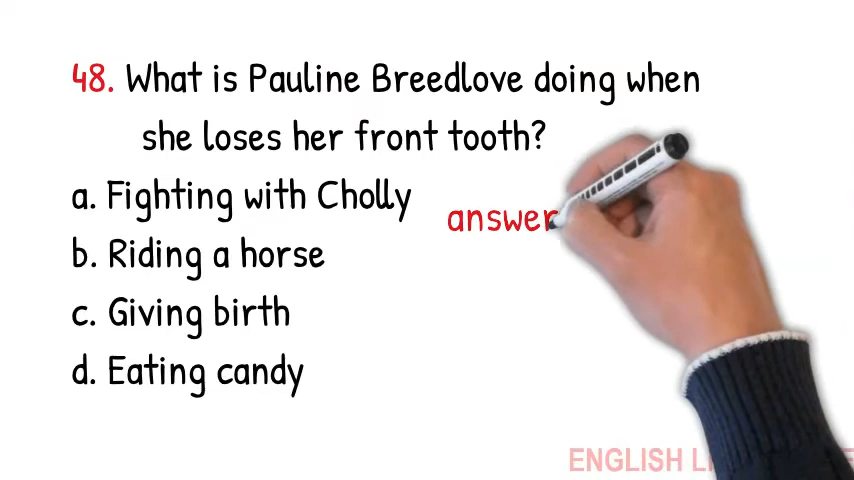 48. What is Pauline Breedlove doing when
she loses her front tooth?
a. Fighting with Cholly
answer
b. Riding a horse
c. Giving birth
d. Eating candy
ENGLISH